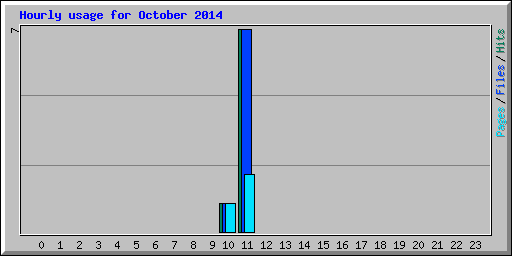 Hourly usage for October 2014
7
Pages/Files/Hits
0 1 2 3 4 5 6 7 8 9 10 11 12 13 14 15 16 17 18 19 20 21 22 23